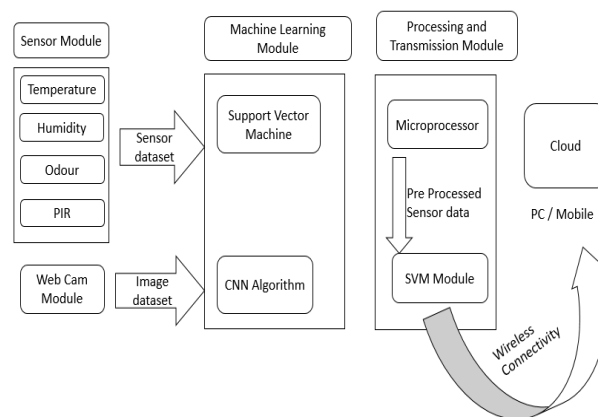 Sensor Module
Temperature
Humidity
Odour
PIR
Web Cam
Module
Sensor
dataset
Image
dataset
Machine Learning
Module
Support Vector
Machine
CNN Algorithm
Processing and
Transmission Module
Microprocessor
Pre Processed
Sensor data
SVM Module
Wireless
Connectivity
Cloud
PC / Mobile